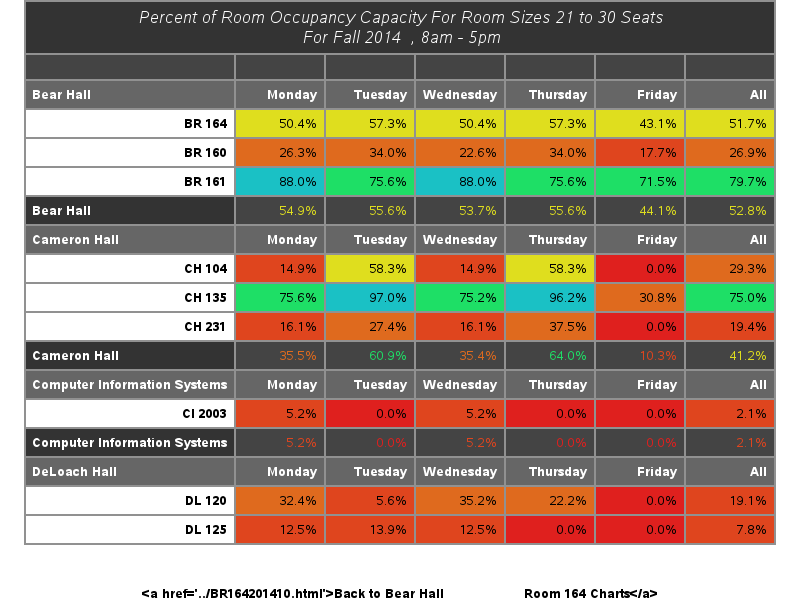 Percent of Room Occupancy Capacity For Room Sizes 21 to 30 Seats
For Fall 2014 , 8am - 5pm
Bear Hall Monday Tuesday Wednesday Thursday Friday All
BR 164 50.4% 57.3% 50.4% 57.3% 43.1% 51.7%
BR 160 26.3% 34.0% 22.6% 34.0% 17.7% 26.9%
BR 161 88.0% 75.6% 88.0% 75.6% 71.5% 79.7%
Bear Hall 54.9% 55.6% 53.7% 55.6% 44.1% 52.8%
Cameron Hall Monday Tuesday Wednesday Thursday Friday All
CH 104 14.9% 58.3% 14.9% 58.3% 0.0% 29.3%
CH 135 75.6% 97.0% 75.2% 96.2% 30.8% 75.0%
CH 231 16.1% 27.4% 16.1% 37.5% 0.0% 19.4%
Cameron Hall 35.5% 60.9% 35.4% 64.0% 10.3% 41.2%
Computer Information Systems Monday Tuesday Wednesday Thursday Friday All
CI 2003 5.2% 0.0% 5.2% 0.0% 0.0% 2.1%
Computer Information Systems 5.2% 0.0% 5.2% 0.0% 0.0% 2.1%
DeLoach Hall Monday Tuesday Wednesday Thursday Friday All
DL 120 32.4% 5.6% 35.2% 22.2% 0.0% 19.1%
DL 125 12.5% 13.9% 12.5% 0.0% 0.0% 7.8%
<a href='../BR164201410.html'>Back to Bear Hall Room 164 Charts</a>